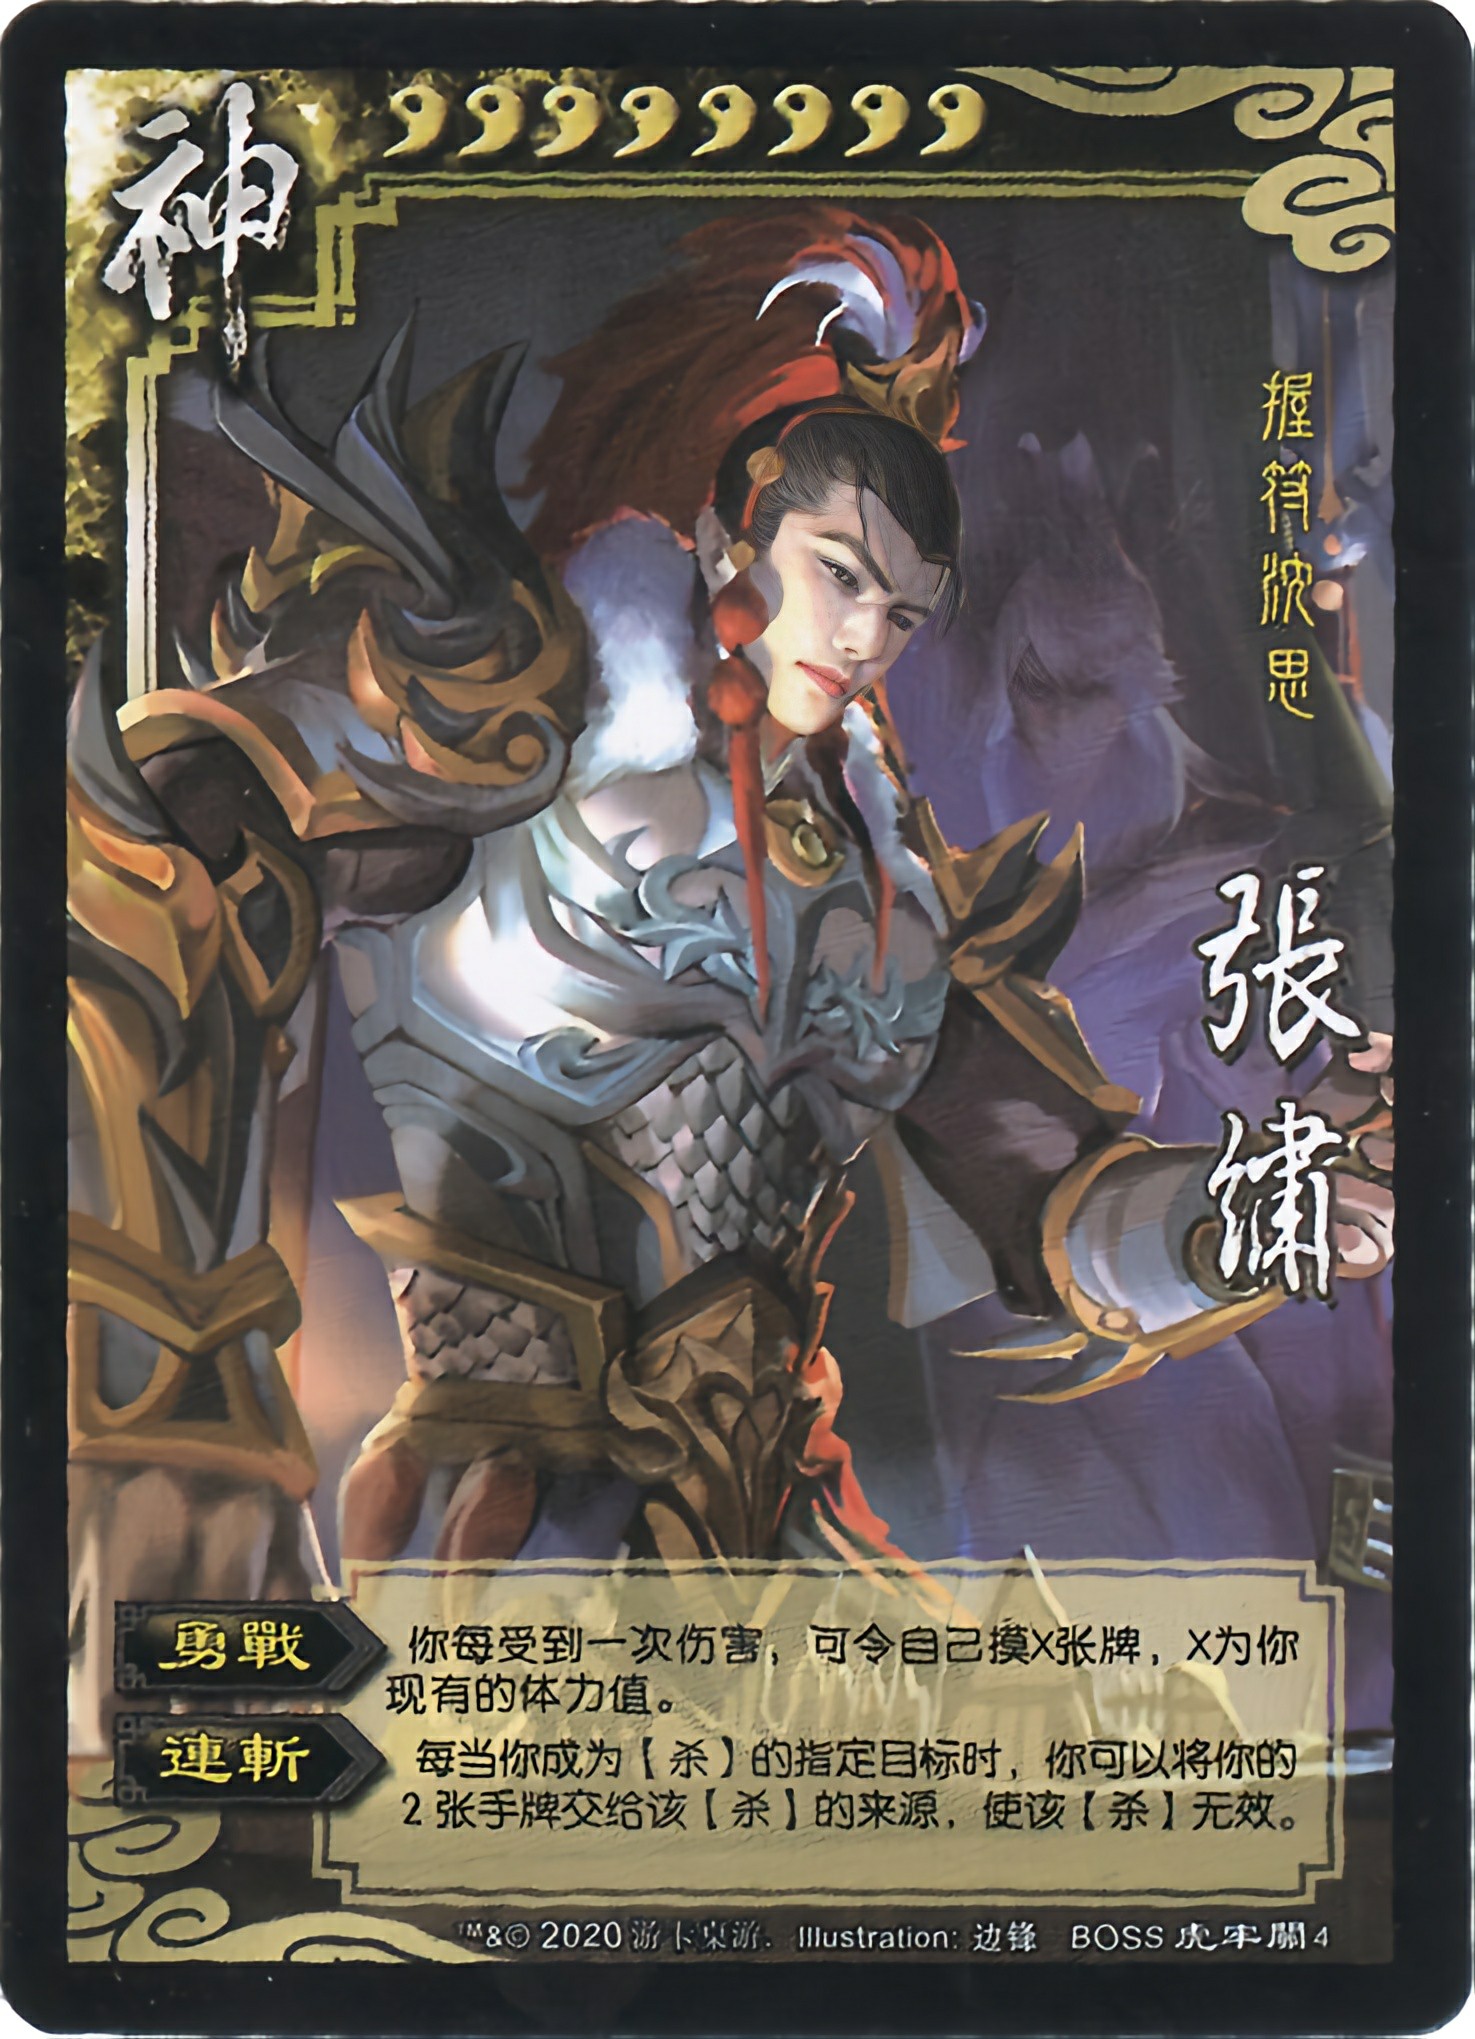 神
握符沈思
張繡
勇戰
你每受到一次伤害，可令自己摸X张牌，X为你
现有的体力值。
連斬
每当你成为【杀】的指定目标时，你可以将你的
2张手牌交给该【杀】的来源，使该【杀】无效。
™&© 2020 游卡桌游. Illustration: 边锋 BOSS 虎牢關 4